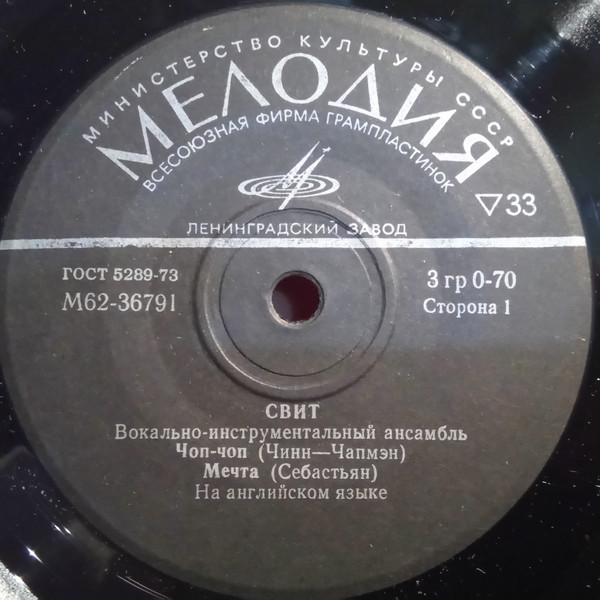 МИНИСТЕРСТВО КУЛЬТУРЫ СССР
МЕЛОДИЯ
ВСЕСОЮЗНАЯ ФИРМА ГРАМПЛАСТИНОК
▽33
ЛЕНИНГРАДСКИЙ ЗАВОД
ГОСТ 5289-73
М62-36791
3 гр 0-70
Сторона 1
СВИТ
Вокально-инструментальный ансамбль
Чоп-чоп (Чинн—Чапмэн)
Мечта (Себастьян)
На английском языке